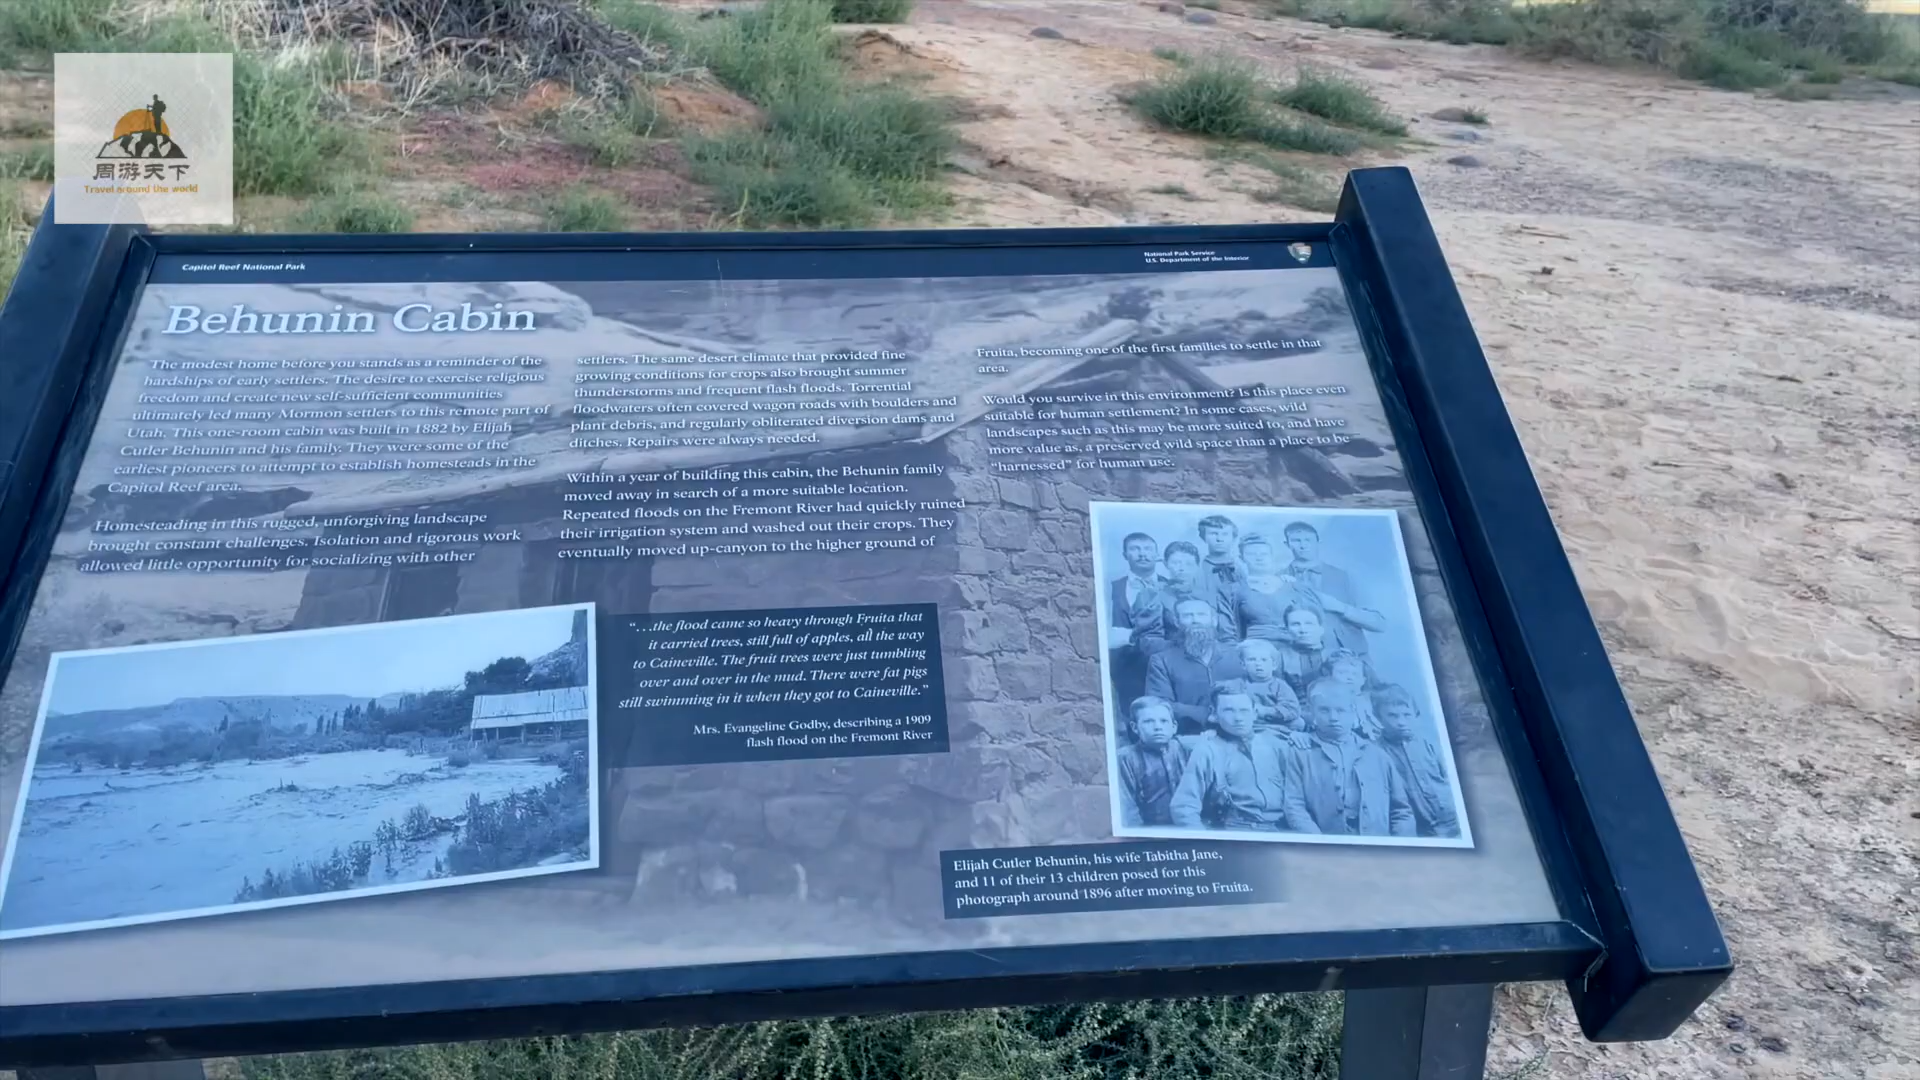 周游天下
Travel around the world
Capitol Reef National Park
National Park Service
U.S. Department of the Interior
Behunin Cabin
The modest home before you stands as a reminder of the
hardships of early settlers. The desire to exercise religious
freedom and create new self-sufficient communities
ultimately led many Mormon settlers to this remote part of
Utah. This one-room cabin was built in 1882 by Elijah
Cutler Behunin and his family. They were some of the
earliest pioneers to attempt to establish homesteads in the
Capitol Reef area.
Homesteading in this rugged, unforgiving landscape
brought constant challenges. Isolation and rigorous work
allowed little opportunity for socializing with other
settlers. The same desert climate that provided fine
growing conditions for crops also brought summer
thunderstorms and frequent flash floods. Torrential
floodwaters often covered wagon roads with boulders and
plant debris, and regularly obliterated diversion dams and
ditches. Repairs were always needed.
Within a year of building this cabin, the Behunin family
moved away in search of a more suitable location.
Repeated floods on the Fremont River had quickly ruined
their irrigation system and washed out their crops. They
eventually moved up-canyon to the higher ground of
Fruita, becoming one of the first families to settle in that
area.
Would you survive in this environment? Is this place even
suitable for human settlement? In some cases, wild
landscapes such as this may be more suited to, and have
more value as, a preserved wild space than a place to be
"harnessed" for human use.
"…the flood came so heavy through Fruita that
it carried trees, still full of apples, all the way
to Caineville. The fruit trees were just tumbling
over and over in the mud. There were fat pigs
still swimming in it when they got to Caineville."
Mrs. Evangeline Godby, describing a 1909
flash flood on the Fremont River
Elijah Cutler Behunin, his wife Tabitha Jane,
and 11 of their 13 children posed for this
photograph around 1896 after moving to Fruita.